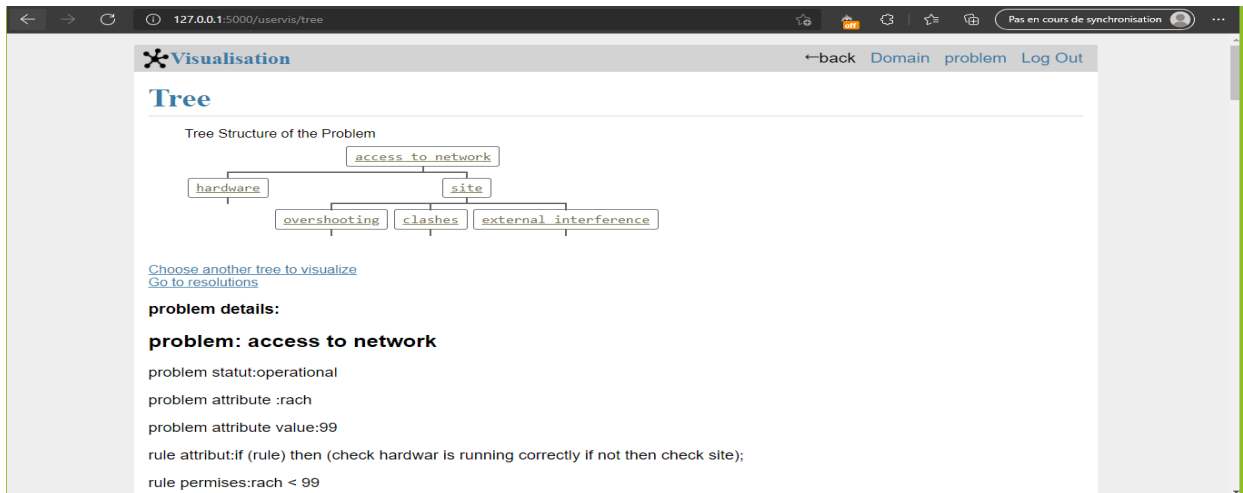 127.0.0.1:5000/uservis/tree
off
Pas en cours de synchronisation
Visualisation
←back Domain problem Log Out
Tree
Tree Structure of the Problem
access to network
hardware site
overshooting clashes external interference
Choose another tree to visualize
Go to resolutions
problem details:
problem: access to network
problem statut:operational
problem attribute :rach
problem attribute value:99
rule attribut:if (rule) then (check hardwar is running correctly if not then check site);
rule permises:rach < 99